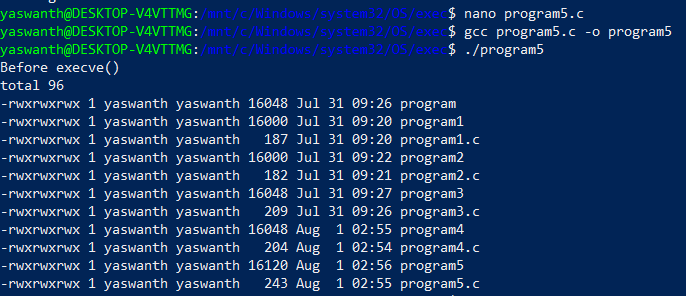 yaswanth@DESKTOP-V4VTTMG:/mnt/c/Windows/system32/OS/exec$ nano program5.c
yaswanth@DESKTOP-V4VTTMG:/mnt/c/Windows/system32/OS/exec$ gcc program5.c -o program5
yaswanth@DESKTOP-V4VTTMG:/mnt/c/Windows/system32/OS/exec$ ./program5
Before execve()
total 96
-rwxrwxrwx 1 yaswanth yaswanth 16048 Jul 31 09:26 program
-rwxrwxrwx 1 yaswanth yaswanth 16000 Jul 31 09:20 program1
-rwxrwxrwx 1 yaswanth yaswanth   187 Jul 31 09:20 program1.c
-rwxrwxrwx 1 yaswanth yaswanth 16000 Jul 31 09:22 program2
-rwxrwxrwx 1 yaswanth yaswanth   182 Jul 31 09:21 program2.c
-rwxrwxrwx 1 yaswanth yaswanth 16048 Jul 31 09:27 program3
-rwxrwxrwx 1 yaswanth yaswanth   209 Jul 31 09:26 program3.c
-rwxrwxrwx 1 yaswanth yaswanth 16048 Aug  1 02:55 program4
-rwxrwxrwx 1 yaswanth yaswanth   204 Aug  1 02:54 program4.c
-rwxrwxrwx 1 yaswanth yaswanth 16120 Aug  1 02:56 program5
-rwxrwxrwx 1 yaswanth yaswanth   243 Aug  1 02:55 program5.c